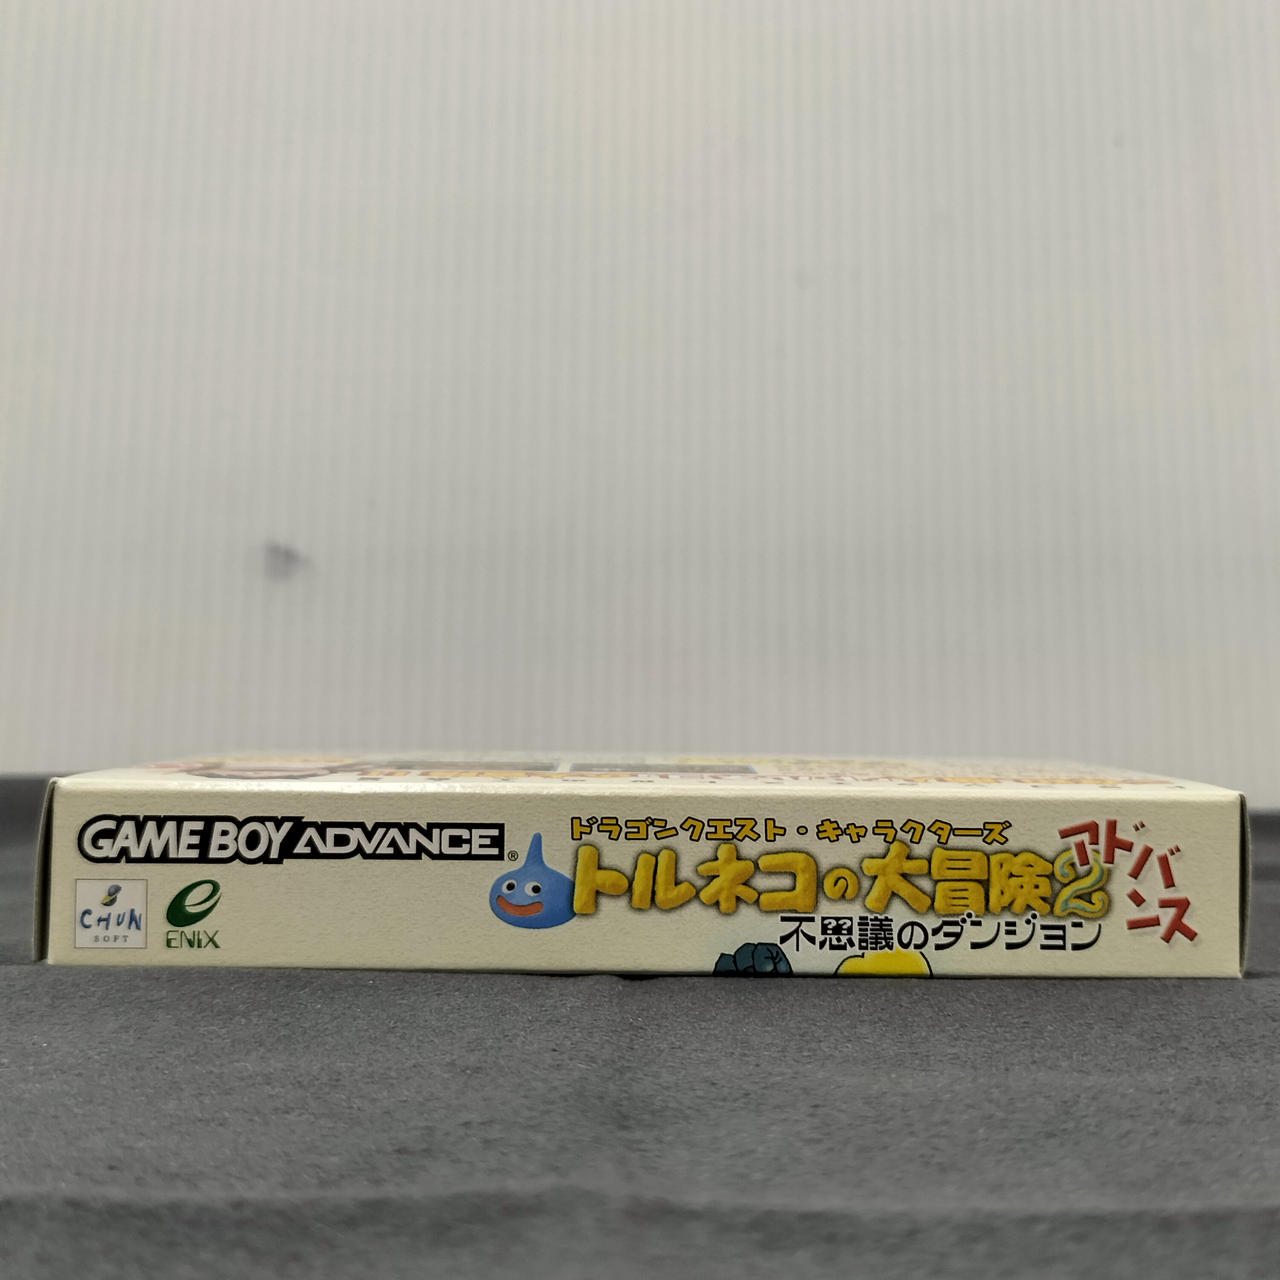 GAME BOY ADVANCE®
CHUN
SOFT
ENIX
ドラゴンクエスト・キャラクターズ
トルネコの大冒険2
アドバンス
不思議のダンジョン